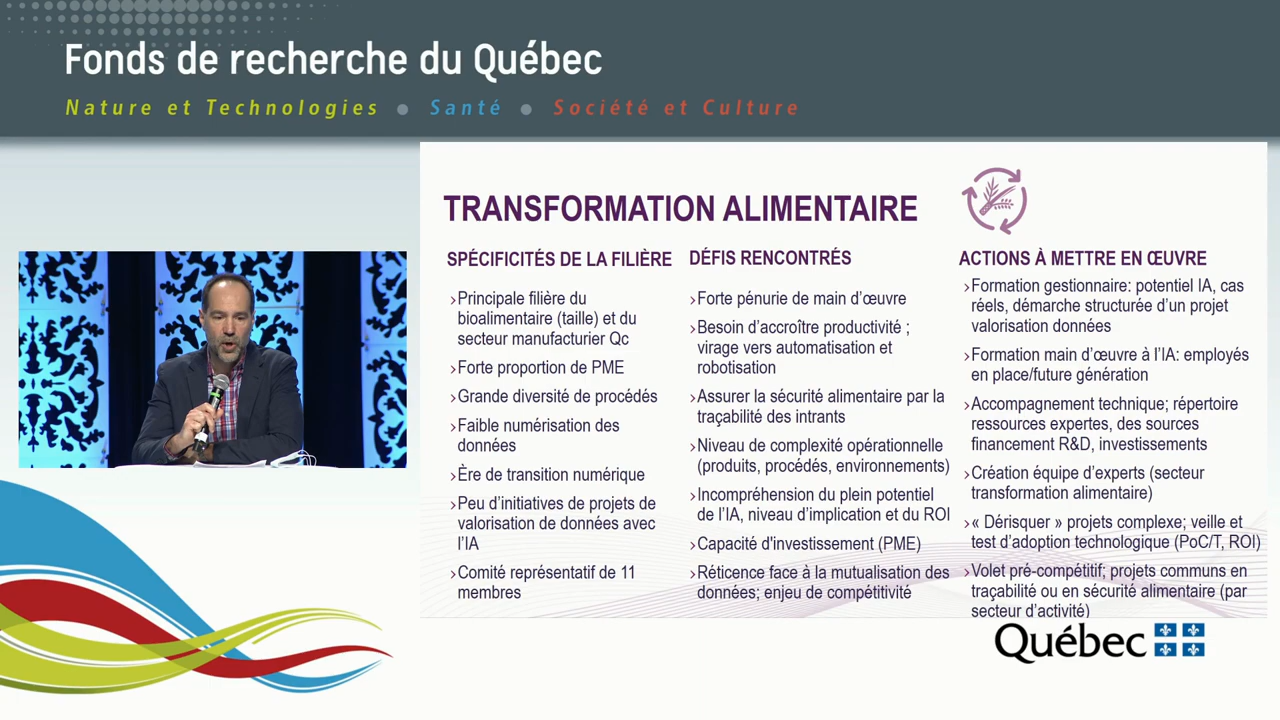 Fonds de recherche du Québec
Nature et Technologies ● Santé ● Société et Culture
TRANSFORMATION ALIMENTAIRE
SPÉCIFICITÉS DE LA FILIÈRE
›Principale filière du
bioalimentaire (taille) et du
secteur manufacturier Qc
›Forte proportion de PME
›Grande diversité de procédés
›Faible numérisation des
données
›Ère de transition numérique
›Peu d'initiatives de projets de
valorisation de données avec
l'IA
›Comité représentatif de 11
membres
DÉFIS RENCONTRÉS
›Forte pénurie de main d'œuvre
›Besoin d'accroître productivité ;
virage vers automatisation et
robotisation
›Assurer la sécurité alimentaire par la
traçabilité des intrants
›Niveau de complexité opérationnelle
(produits, procédés, environnements)
›Incompréhension du plein potentiel
de l'IA, niveau d'implication et du ROI
›Capacité d'investissement (PME)
›Réticence face à la mutualisation des
données; enjeu de compétitivité
ACTIONS À METTRE EN ŒUVRE
›Formation gestionnaire: potentiel IA, cas
réels, démarche structurée d'un projet
valorisation données
›Formation main d'œuvre à l'IA: employés
en place/future génération
›Accompagnement technique; répertoire
ressources expertes, des sources
financement R&D, investissements
›Création équipe d'experts (secteur
transformation alimentaire)
›« Dérisquer » projets complexe; veille et
test d'adoption technologique (PoC/T, ROI)
›Volet pré-compétitif; projets communs en
traçabilité ou en sécurité alimentaire (par
secteur d'activité)
Québec